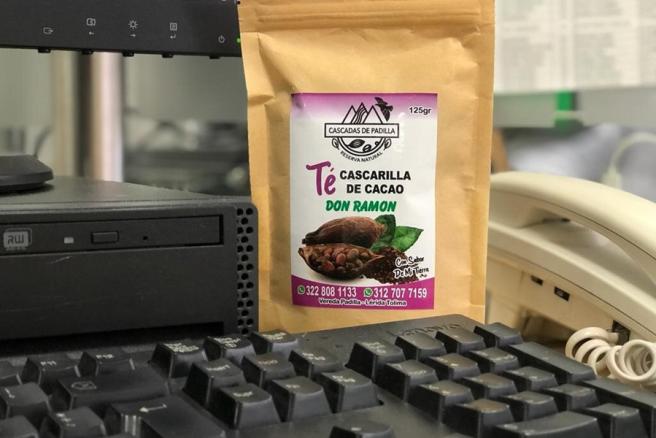 125gr
CASCADAS DE PADILLA
RESERVA NATURAL
Té CASCARILLA
DE CACAO
DON RAMON
Con Sabor
De Mi Tierra
322 808 1133 312 707 7159
Vereda Padilla - Lérida Tolima
RW